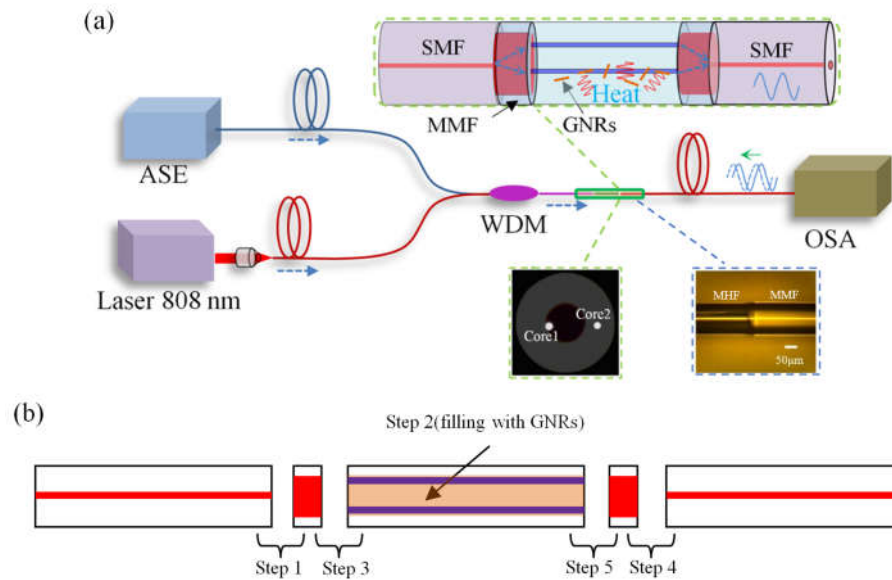 (a)
SMF
SMF
Heat
MMF
GNRs
ASE
WDM
OSA
Laser 808 nm
Core1
Core2
MHF
MMF
50μm
(b)
Step 2(filling with GNRs)
Step 1
Step 3
Step 5
Step 4